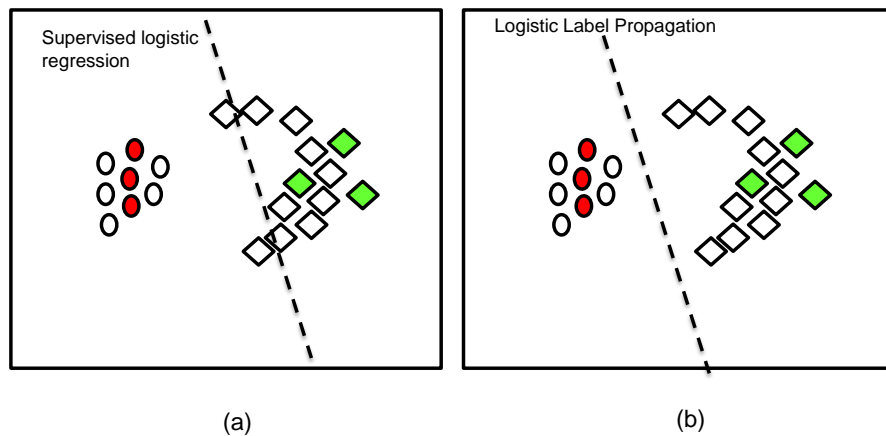 Supervised logistic
regression
Logistic Label Propagation
(a)
(b)